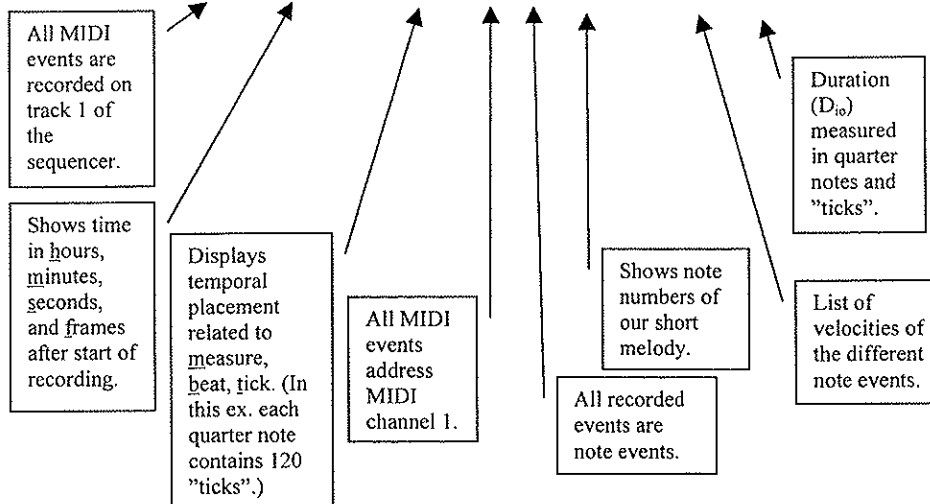 All MIDI
events are
recorded on
track 1 of
the
sequencer.
Shows time
in hours,
minutes,
seconds,
and frames
after start of
recording.
Displays
temporal
placement
related to
measure,
beat, tick. (In
this ex. each
quarter note
contains 120
"ticks".)
All MIDI
events
address
MIDI
channel 1.
All recorded
events are
note events.
Shows note
numbers of
our short
melody.
List of
velocities of
the different
note events.
Duration
(Dio)
measured
in quarter
notes and
"ticks".